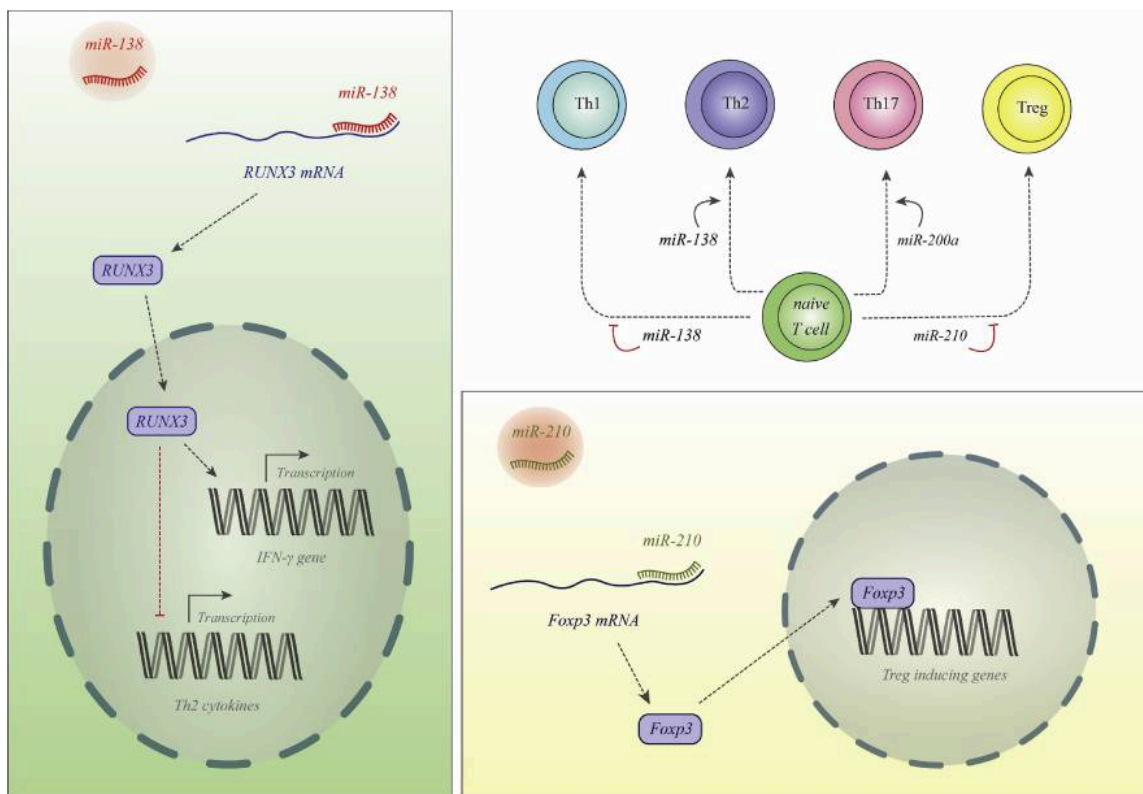 miR-138
miR-138
RUNX3 mRNA
RUNX3
RUNX3
Transcription
IFN-γ gene
Transcription
Th2 cytokines
Th1
Th2
Th17
Treg
miR-138
miR-200a
naive
T cell
miR-138
miR-210
miR-210
miR-210
Foxp3 mRNA
Foxp3
Foxp3
Treg inducing genes